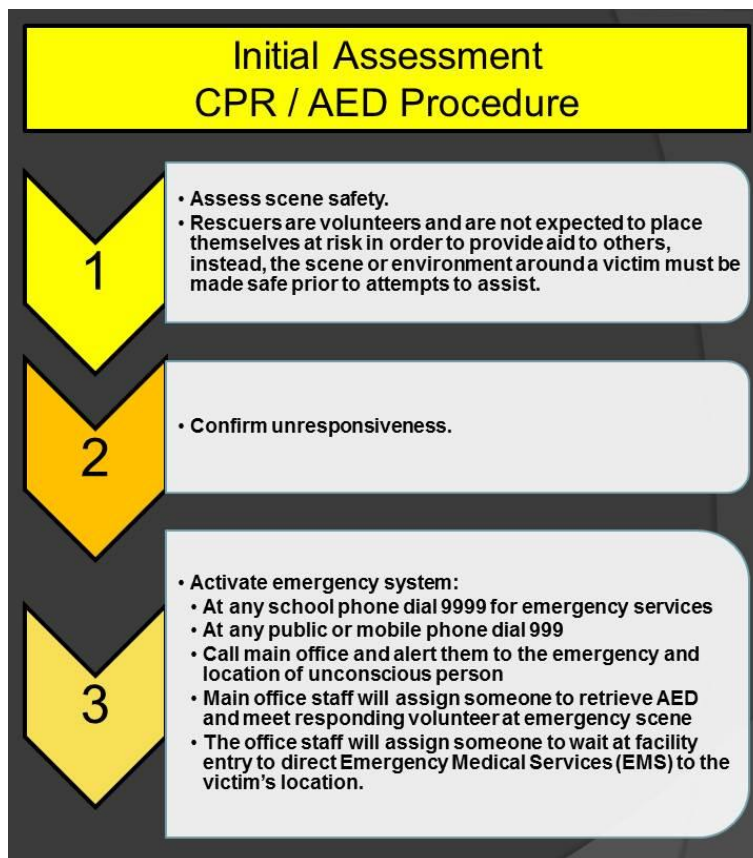 Initial Assessment
CPR / AED Procedure
1
• Assess scene safety.
• Rescuers are volunteers and are not expected to place
themselves at risk in order to provide aid to others,
instead, the scene or environment around a victim must be
made safe prior to attempts to assist.
2
• Confirm unresponsiveness.
3
• Activate emergency system:
• At any school phone dial 9999 for emergency services
• At any public or mobile phone dial 999
• Call main office and alert them to the emergency and
location of unconscious person
• Main office staff will assign someone to retrieve AED
and meet responding volunteer at emergency scene
• The office staff will assign someone to wait at facility
entry to direct Emergency Medical Services (EMS) to the
victim's location.